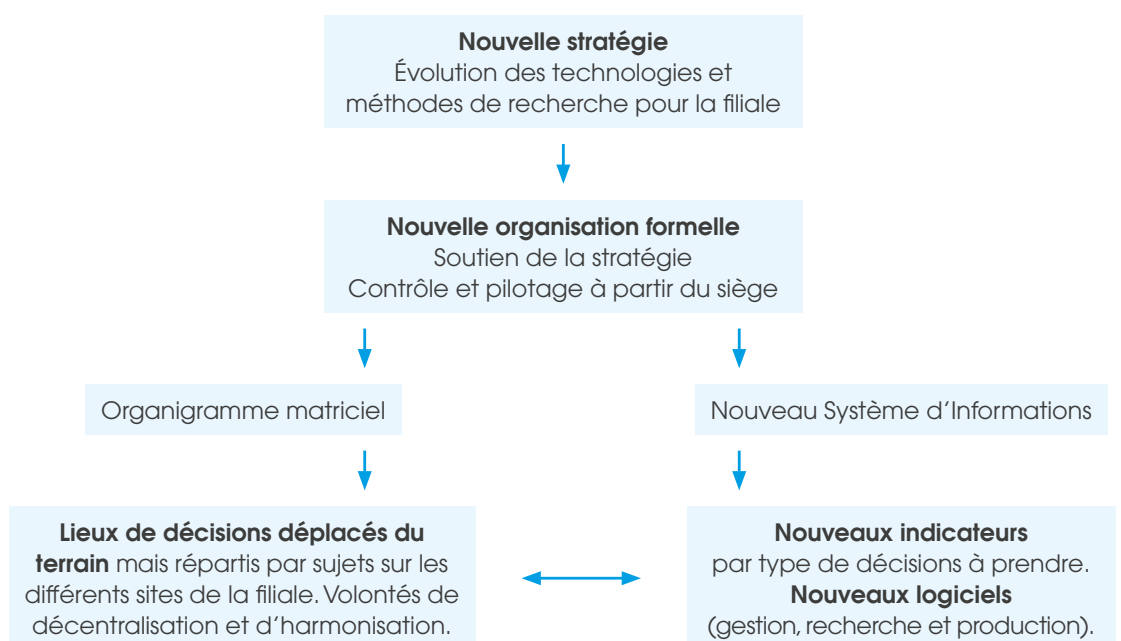 Nouvelle stratégie
Évolution des technologies et
méthodes de recherche pour la filiale
Nouvelle organisation formelle
Soutien de la stratégie
Contrôle et pilotage à partir du siège
Organigramme matriciel
Nouveau Système d'Informations
Lieux de décisions déplacés du
terrain mais répartis par sujets sur les
différents sites de la filiale. Volontés de
décentralisation et d'harmonisation.
Nouveaux indicateurs
par type de décisions à prendre.
Nouveaux logiciels
(gestion, recherche et production).